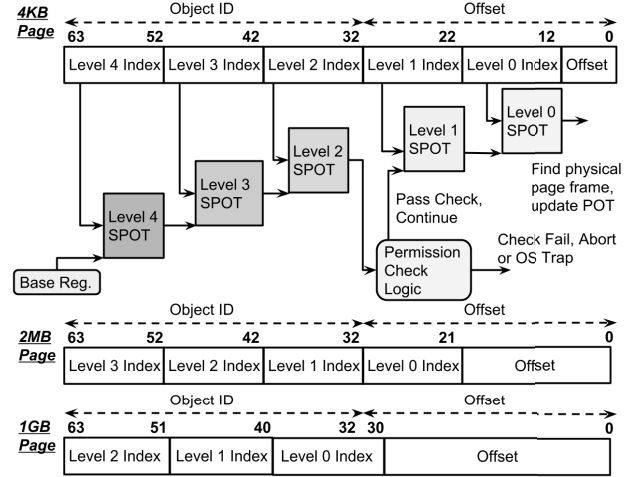 Object ID Offset
4KB
Page
63 52 42 32 22 12 0
Level 4 Index Level 3 Index Level 2 Index Level 1 Index Level 0 Index Offset
Level 0
SPOT
Level 1
SPOT
Level 2
SPOT
Level 3
SPOT
Level 4
SPOT
Find physical
page frame,
update POT
Pass Check,
Continue
Check Fail, Abort
or OS Trap
Permission
Check
Logic
Base Reg.
Object ID Offset
2MB
Page
63 52 42 32 21 0
Level 3 Index Level 2 Index Level 1 Index Level 0 Index Offset
Object ID Offset
1GB
Page
63 51 40 32 30 0
Level 2 Index Level 1 Index Level 0 Index Offset